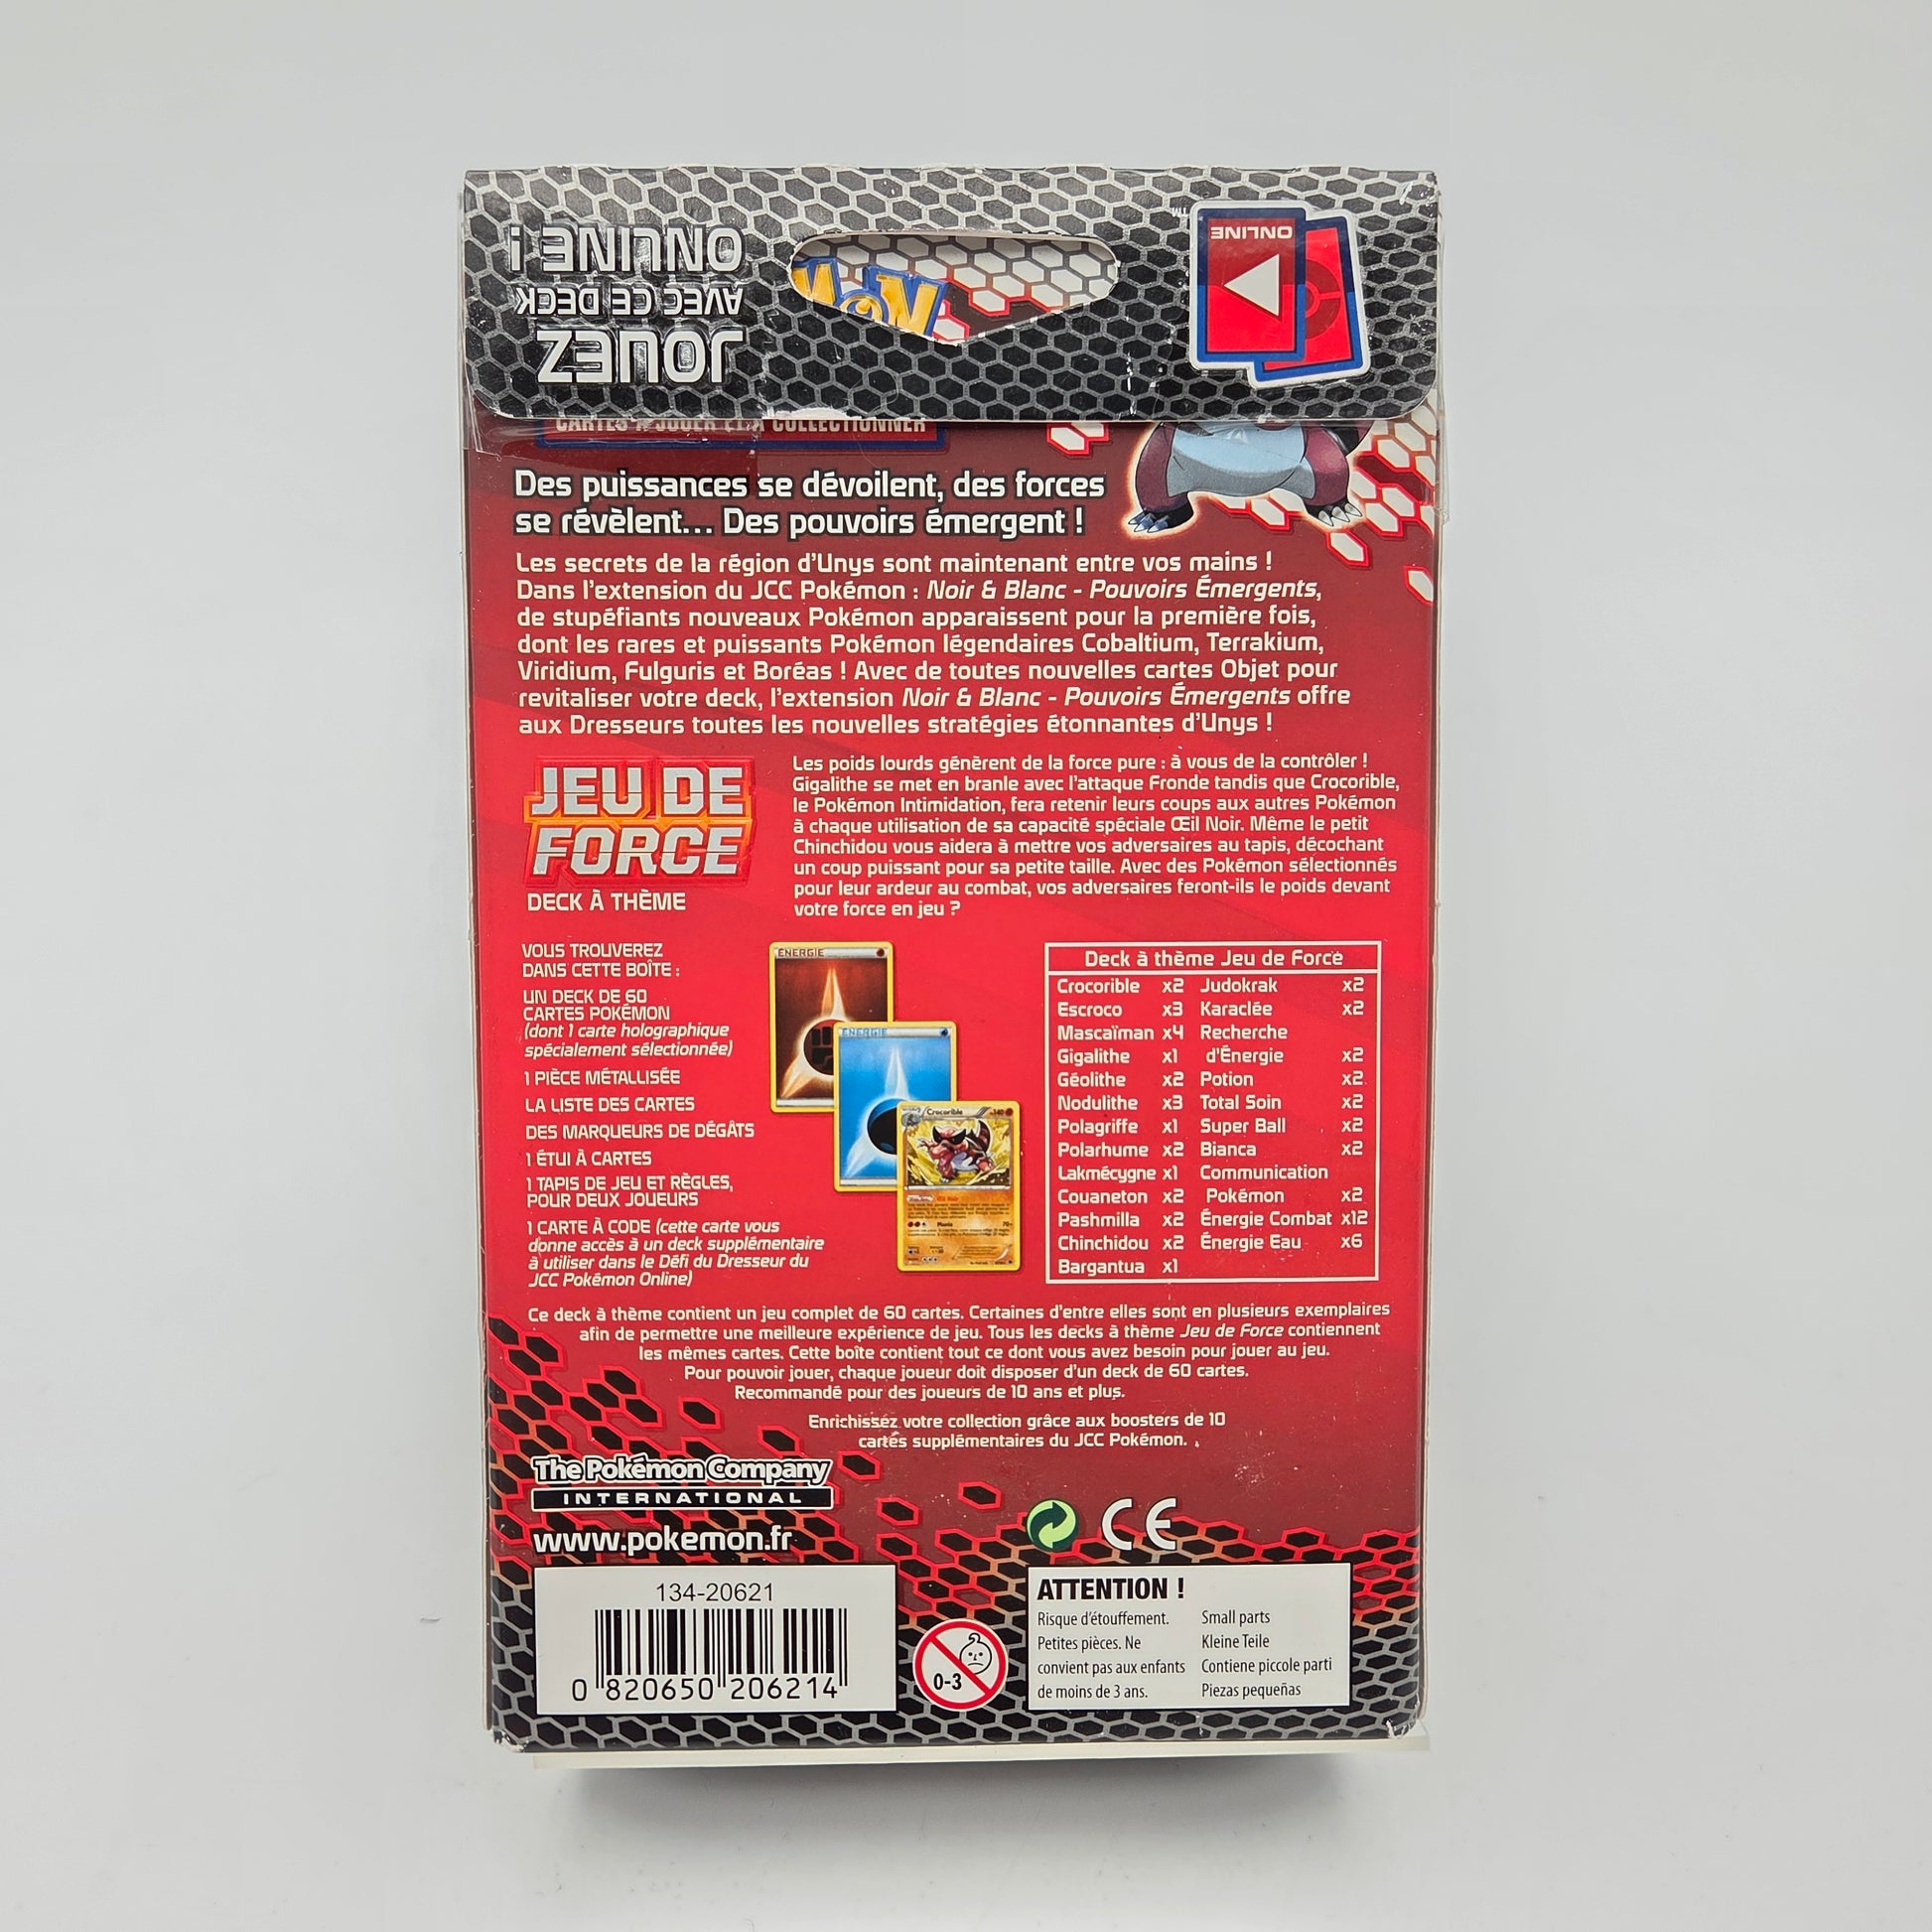 JOUEZ
AVEC CE DECK
ONLINE !
ONLINE
CARTES À JOUER ET À COLLECTIONNER
Des puissances se dévoilent, des forces
se révèlent... Des pouvoirs émergent !
Les secrets de la région d'Unys sont maintenant entre vos mains !
Dans l'extension du JCC Pokémon : Noir & Blanc - Pouvoirs Émergents,
de stupéfiants nouveaux Pokémon apparaissent pour la première fois,
dont les rares et puissants Pokémon légendaires Cobaltium, Terrakium,
Viridium, Fulguris et Boréas ! Avec de toutes nouvelles cartes Objet pour
revitaliser votre deck, l'extension Noir & Blanc - Pouvoirs Émergents offre
aux Dresseurs toutes les nouvelles stratégies étonnantes d'Unys !
JEU DE
FORCE
DECK À THÈME
Les poids lourds génèrent de la force pure : à vous de la contrôler !
Gigalithe se met en branle avec l'attaque Fronde tandis que Crocorible,
le Pokémon Intimidation, fera retenir leurs coups aux autres Pokémon
à chaque utilisation de sa capacité spéciale Œil Noir. Même le petit
Chinchidou vous aidera à mettre vos adversaires au tapis, décochant
un coup puissant pour sa petite taille. Avec des Pokémon sélectionnés
pour leur ardeur au combat, vos adversaires feront-ils le poids devant
votre force en jeu ?
VOUS TROUVEREZ
DANS CETTE BOÎTE :
UN DECK DE 60
CARTES POKÉMON
(dont 1 carte holographique
spécialement sélectionnée)
1 PIÈCE MÉTALLISÉE
LA LISTE DES CARTES
DES MARQUEURS DE DÉGÂTS
1 ÉTUI À CARTES
1 TAPIS DE JEU ET RÈGLES,
POUR DEUX JOUEURS
1 CARTE À CODE (cette carte vous
donne accès à un deck supplémentaire
à utiliser dans le Défi du Dresseur du
JCC Pokémon Online)
ÉNERGIE
ÉNERGIE
Crocorible
Deck à thème Jeu de Force
Crocorible x2 Judokrak x2
Escroco x3 Karaclée x2
Mascaïman x4 Recherche
Gigalithe x1 d'Énergie x2
Géolithe x2 Potion x2
Nodulithe x3 Total Soin x2
Polagriffe x1 Super Ball x2
Polarhume x2 Bianca x2
Lakmécygne x1 Communication
Couaneton x2 Pokémon x2
Pashmilla x2 Énergie Combat x12
Chinchidou x2 Énergie Eau x6
Bargantua x1
Ce deck à thème contient un jeu complet de 60 cartes. Certaines d'entre elles sont en plusieurs exemplaires
afin de permettre une meilleure expérience de jeu. Tous les decks à thème Jeu de Force contiennent
les mêmes cartes. Cette boîte contient tout ce dont vous avez besoin pour jouer au jeu.
Pour pouvoir jouer, chaque joueur doit disposer d'un deck de 60 cartes.
Recommandé pour des joueurs de 10 ans et plus.
Enrichissez votre collection grâce aux boosters de 10
cartes supplémentaires du JCC Pokémon.
The Pokémon Company
INTERNATIONAL
www.pokemon.fr
CE
134-20621
0 820650 206214
0-3
ATTENTION !
Risque d'étouffement.
Petites pièces. Ne
convient pas aux enfants
de moins de 3 ans.
Small parts
Kleine Teile
Contiene piccole parti
Piezas pequeñas